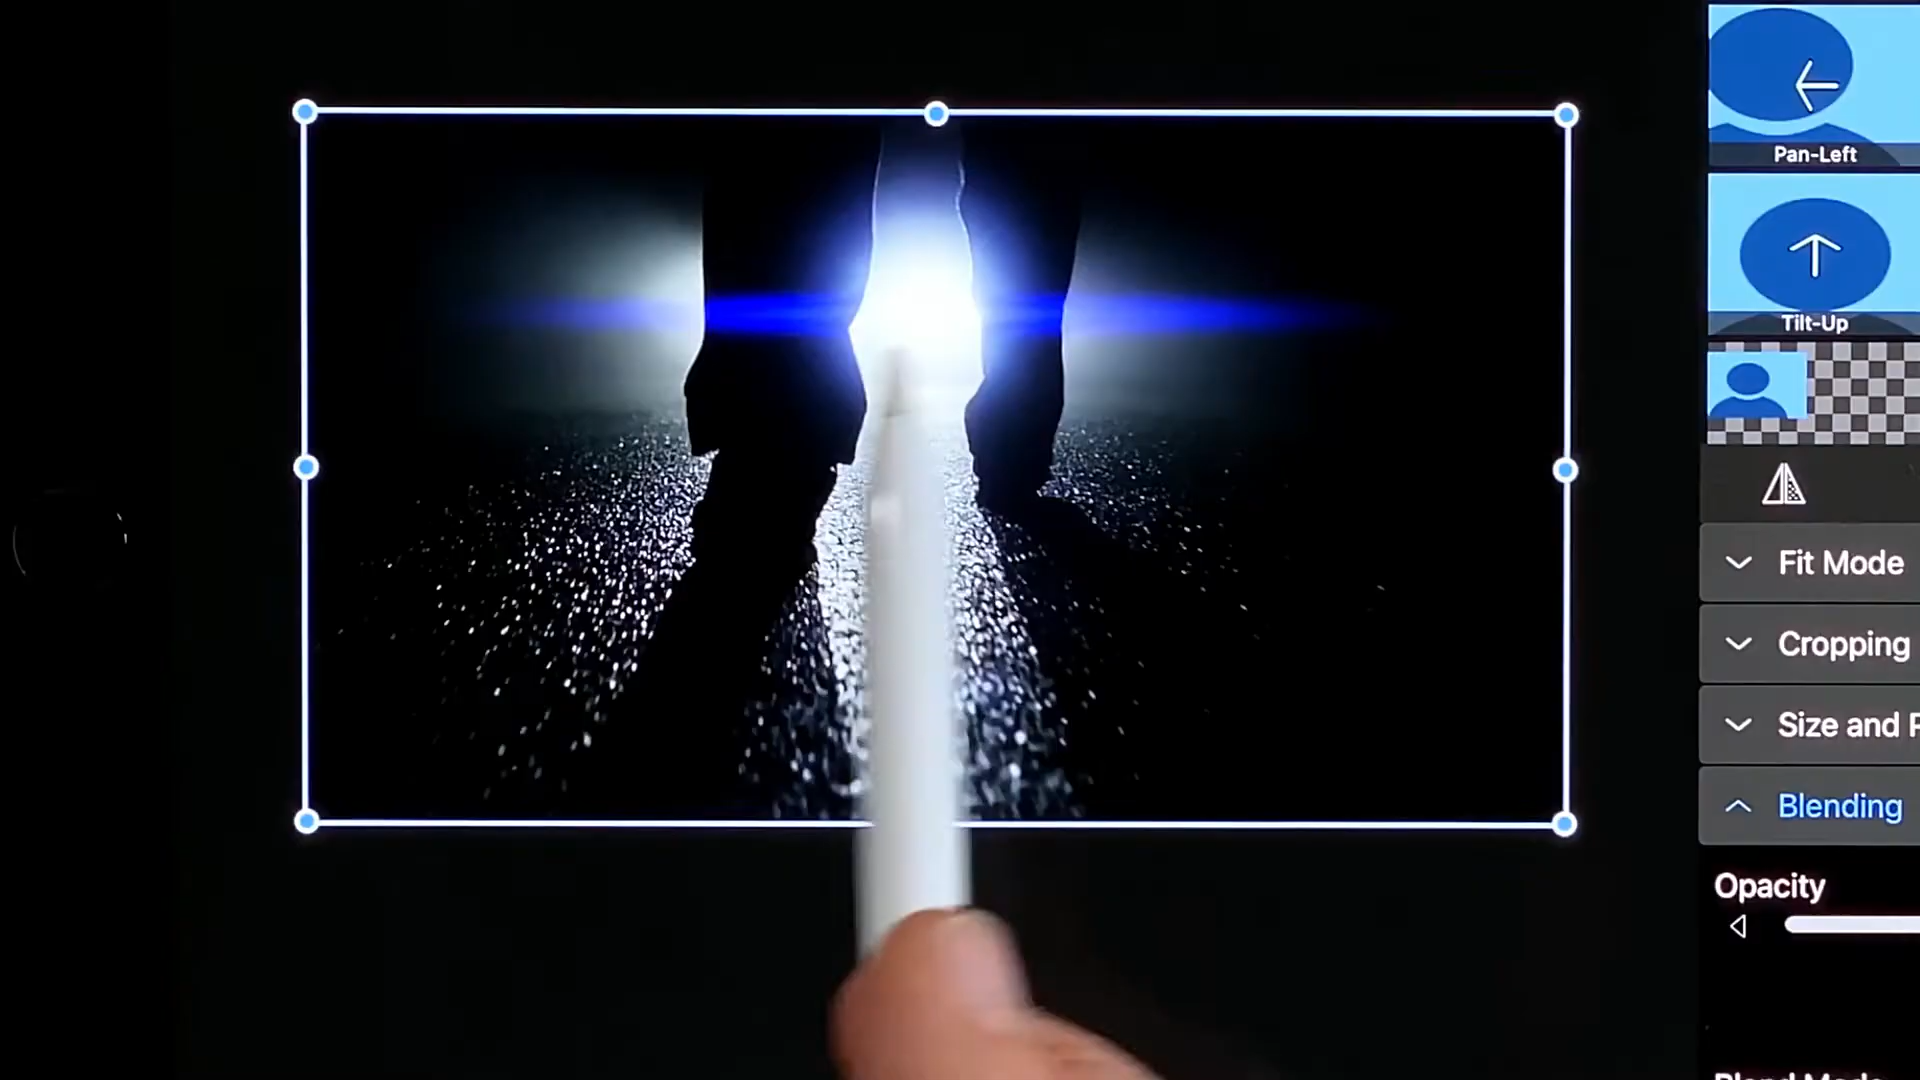 Pan-Left
Tilt-Up
Fit Mode
Cropping
Size and
Blending
Opacity